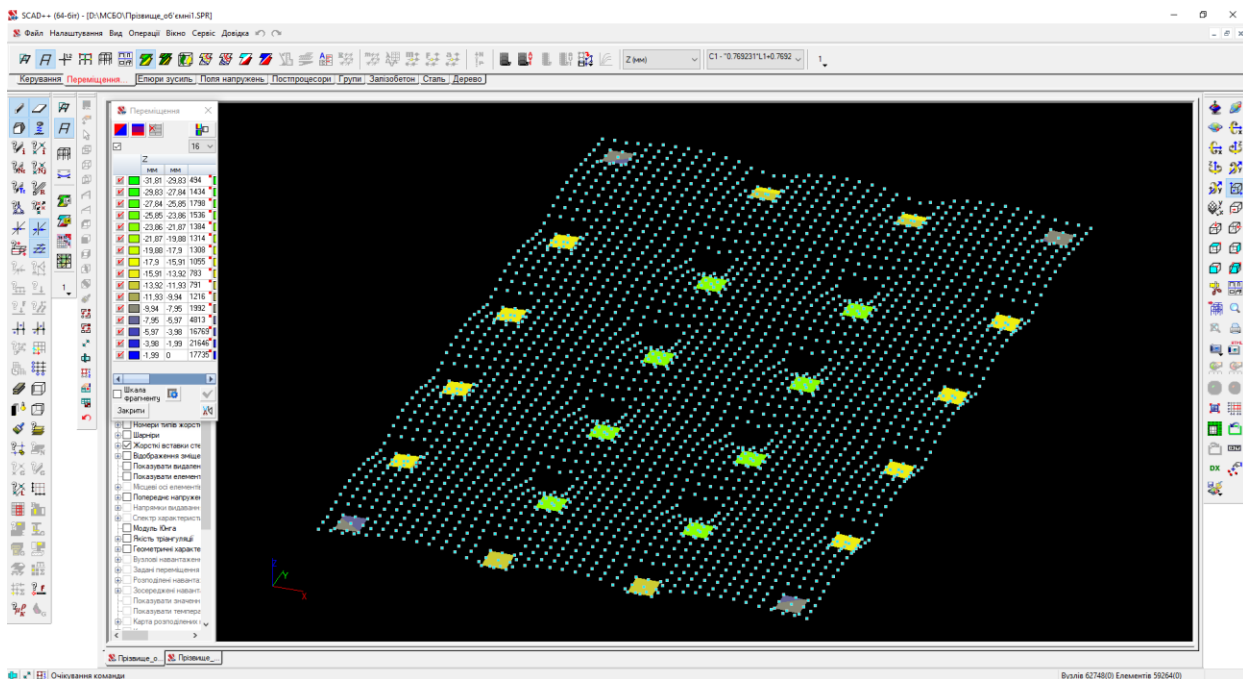 SCAD++ (64-біт) - [D:\МСБО\Прізвище_об'ємні1.SPR]
Файл Налаштування Вид Операції Вікно Сервіс Довідка
Z (мм) C1 - "0.769231*L1+0.7692 1
Керування Переміщення... Епюри зусиль Поля напружень Постпроцесори Групи Залізобетон Сталь Дерево
Переміщення
16
Z
мм мм
-31,81 -29,83 494
-29,83 -27,84 1434
-27,84 -25,85 1798
-25,85 -23,86 1536
-23,86 -21,87 1384
-21,87 -19,88 1314
-19,88 -17,9 1308
-17,9 -15,91 1055
-15,91 -13,92 783
-13,92 -11,93 791
-11,93 -9,94 1216
-9,94 -7,95 1992
-7,95 -5,97 4813
-5,97 -3,98 16769
-3,98 -1,99 21646
-1,99 0 17735
Шкала
фрагменту
Закрити
Номери типів жорстк
Шарніри
Жорсткі вставки сте
Відображення зміще
Показувати видален
Показувати елемент
Місцеві осі елементів
Попереднє напружен
Напрямки видаванн
Спектр характеристи
Модуль Юнга
Якість тріангуляції
Геометричні характе
Вузлові навантажен
Задані переміщення
Розподілені наванта
Зосереджені навант
Показувати значенн
Показувати темпера
Карта розподілених
Z
Y
X
Прізвище_о... Прізвище_...
Очікування команди
Вузлів 62748(0) Елементів 59264(0)